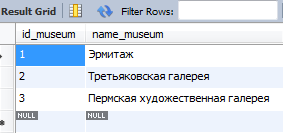 Result Grid Filter Rows:
id_museum name_museum
1 Эрмитаж
2 Третьяковская галерея
3 Пермская художественная галерея
NULL NULL